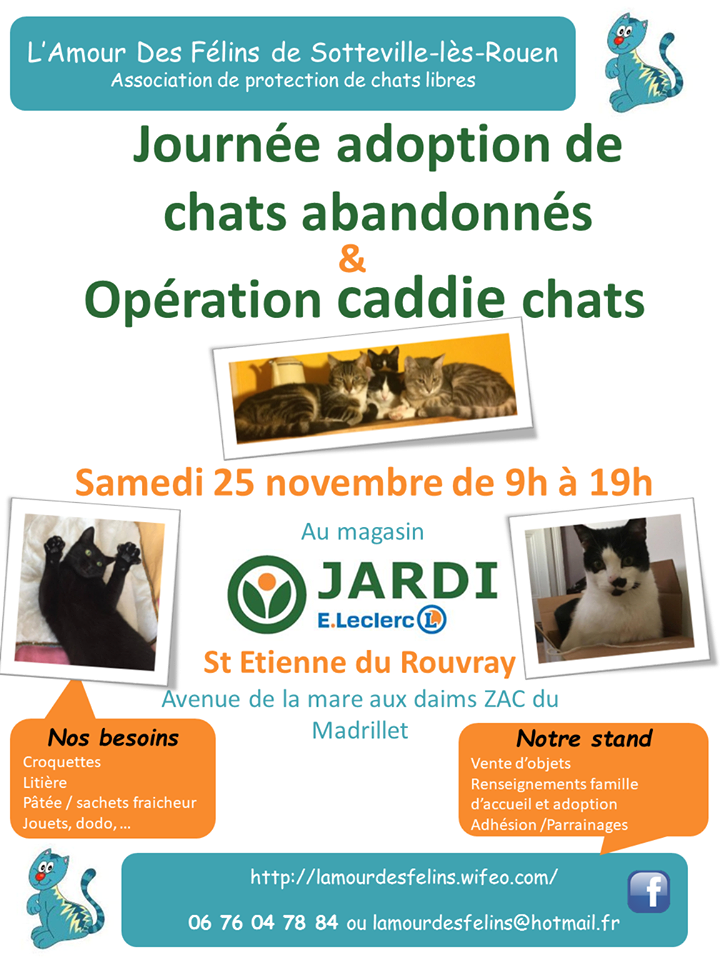 L'Amour Des Félins de Sotteville-lès-Rouen
Association de protection de chats libres
Journée adoption de
chats abandonnés
&
Opération caddie chats
Samedi 25 novembre de 9h à 19h
Au magasin
JARDI
E.Leclerc L
St Etienne du Rouvray
Avenue de la mare aux daims ZAC du
Madrillet
Nos besoins
Croquettes
Litière
Pâtée / sachets fraicheur
Jouets, dodo, ...
Notre stand
Vente d'objets
Renseignements famille
d'accueil et adoption
Adhésion /Parrainages
http://lamourdesfelins.wifeo.com/
f
06 76 04 78 84 ou lamourdesfelins@hotmail.fr